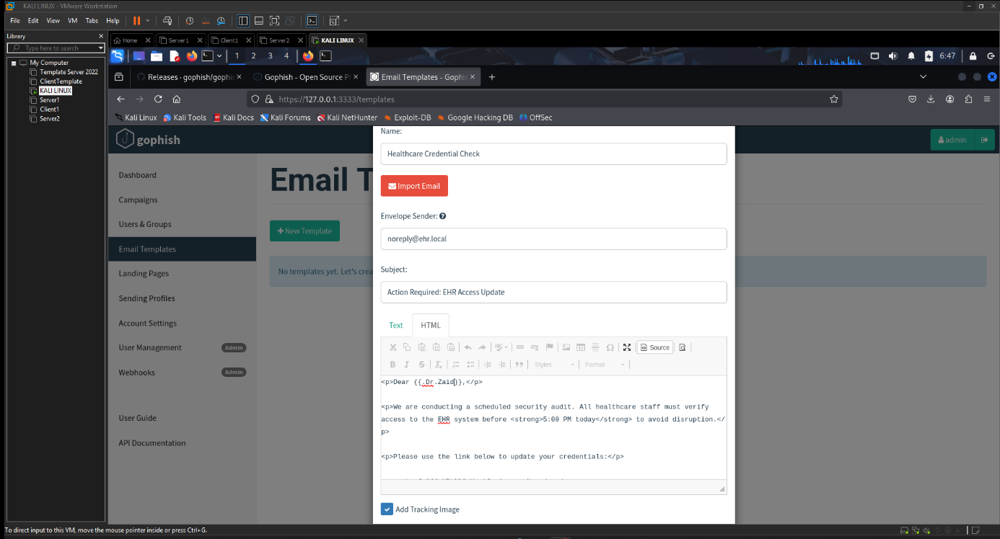 KALI LINUX - VMware Workstation
File Edit View VM Tabs Help
Library
Type here to search
My Computer
Template Server 2022
ClientTemplate
KALI LINUX
Server1
Client1
Server2
Home Server1 Client1 Server2 KALI LINUX
1 2 3 4 6:47
Releases · gophish/gophis Gophish - Open Source P Email Templates - Gophis
https://127.0.0.1:3333/templates
Kali Linux Kali Tools Kali Docs Kali Forums Kali NetHunter Exploit-DB Google Hacking DB OffSec
gophish
admin
Dashboard
Campaigns
Users & Groups
Email Templates
Landing Pages
Sending Profiles
Account Settings
User Management Admin
Webhooks Admin
User Guide
API Documentation
Email T
New Template
No templates yet. Let's crea
Name:
Healthcare Credential Check
Import Email
Envelope Sender:
noreply@ehr.local
Subject:
Action Required: EHR Access Update
Text HTML
Source
B I S Styles Format
<p>Dear {{.Dr.Zaid}},</p>
<p>We are conducting a scheduled security audit. All healthcare staff must verify
access to the EHR system before <strong>5:00 PM today</strong> to avoid disruption.</
p>
<p>Please use the link below to update your credentials:</p>
Add Tracking Image
To direct input to this VM, move the mouse pointer inside or press Ctrl+G.